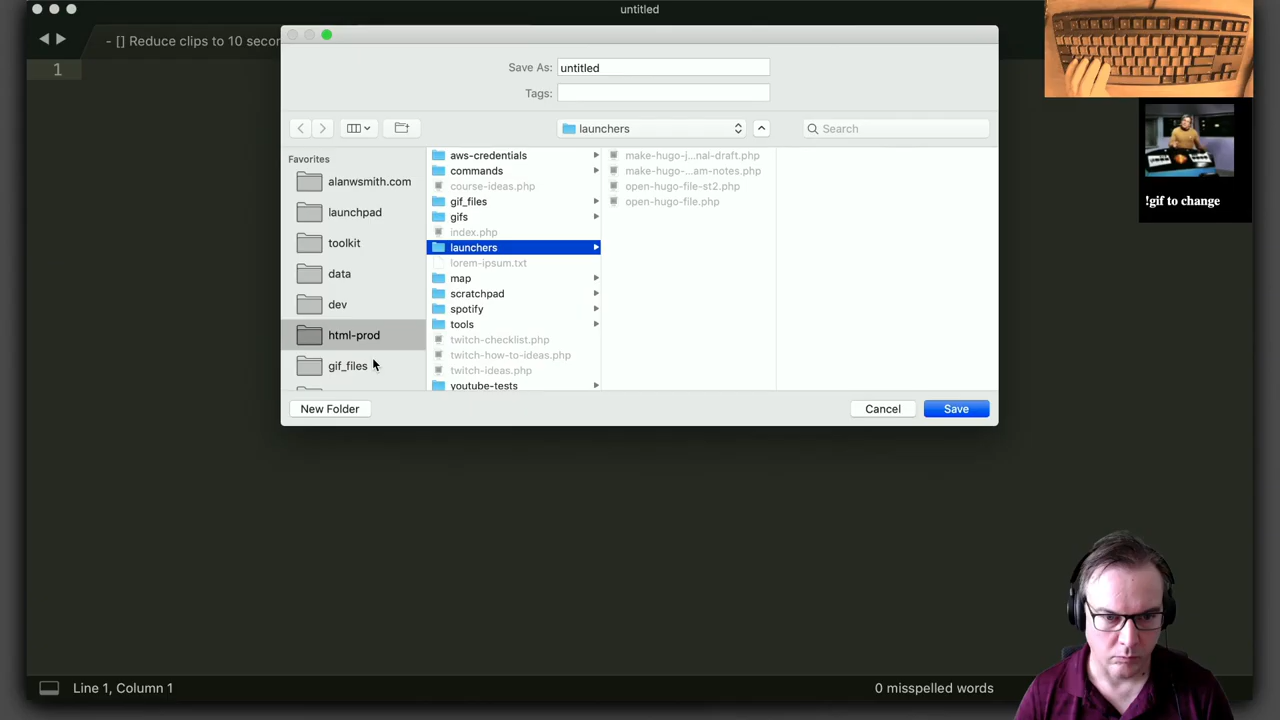 untitled
- [] Reduce clips to 10 secon
1
Save As: untitled
Tags:
launchers
Search
Favorites
alanwsmith.com
launchpad
toolkit
data
dev
html-prod
gif_files
aws-credentials
commands
course-ideas.php
gif_files
gifs
index.php
launchers
lorem-ipsum.txt
map
scratchpad
spotify
tools
twitch-checklist.php
twitch-how-to-ideas.php
twitch-ideas.php
youtube-tests
make-hugo-j...nal-draft.php
make-hugo-...am-notes.php
open-hugo-file-st2.php
open-hugo-file.php
New Folder
Cancel
Save
!gif to change
Line 1, Column 1
0 misspelled words